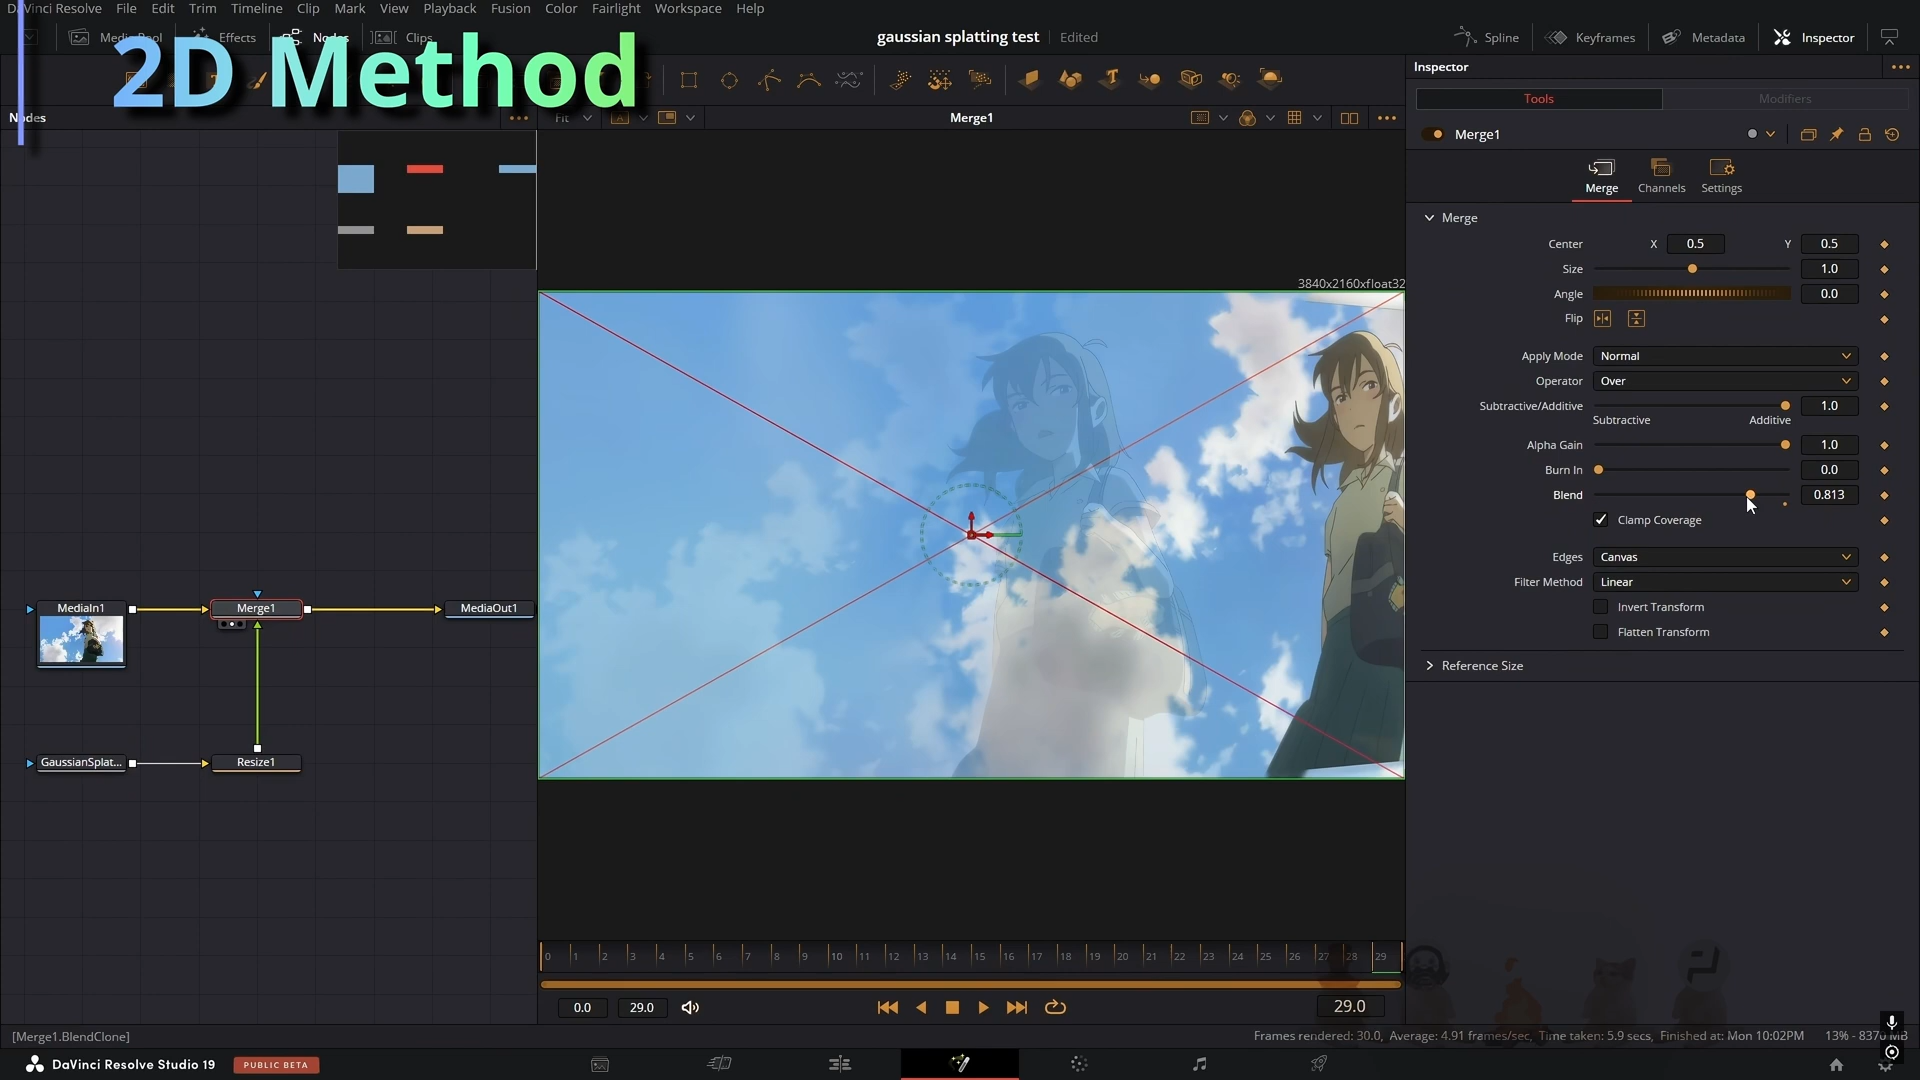 DaVinci Resolve File Edit Trim Timeline Clip Mark View Playback Fusion Color Fairlight Workspace Help
2D Method
Effects
Clips
gaussian splatting test Edited
Spline Keyframes Metadata Inspector
Nodes
Fit
Merge1
Inspector
Tools Modifiers
Merge1
Merge Channels Settings
Merge
Center X 0.5 Y 0.5
Size 1.0
Angle 0.0
Flip
Apply Mode Normal
Operator Over
Subtractive/Additive 1.0
Subtractive Additive
Alpha Gain 1.0
Burn In 0.0
Blend 0.813
Clamp Coverage
Edges Canvas
Filter Method Linear
Invert Transform
Flatten Transform
Reference Size
3840x2160xfloat32
MediaIn1 Merge1 MediaOut1
GaussianSplat... Resize1
0 1 2 3 4 5 6 7 8 9 10 11 12 13 14 15 16 17 18 19 20 21 22 23 24 25 26 27 28 29
0.0 29.0 29.0
[Merge1.BlendClone]
Frames rendered: 30.0, Average: 4.91 frames/sec, Time taken: 5.9 secs, Finished at: Mon 10:02PM 13% - 8370 MB
DaVinci Resolve Studio 19 PUBLIC BETA